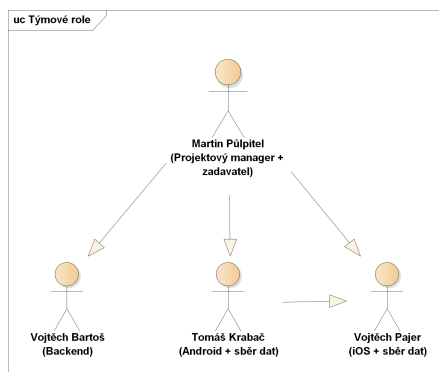 uc Týmové role
Martin Půlpitel
(Projektový manager +
zadavatel)
Vojtěch Bartoš
(Backend)
Tomáš Krabač
(Android + sběr dat)
Vojtěch Pajer
(iOS + sběr dat)